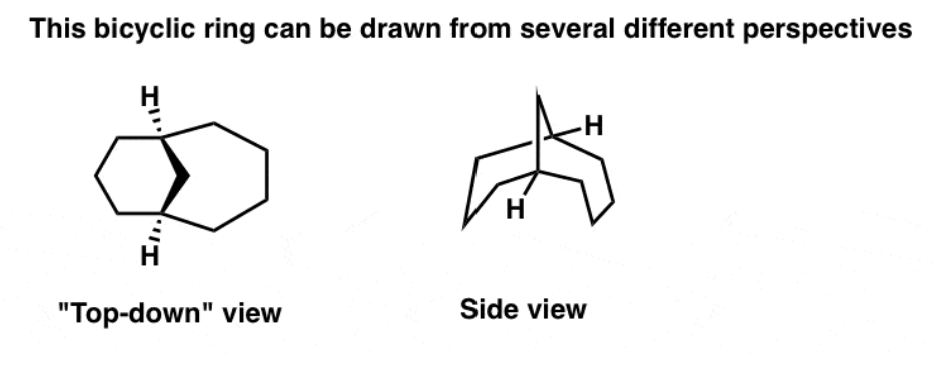 This bicyclic ring can be drawn from several different perspectives
H
H
H
H
"Top-down" view
Side view